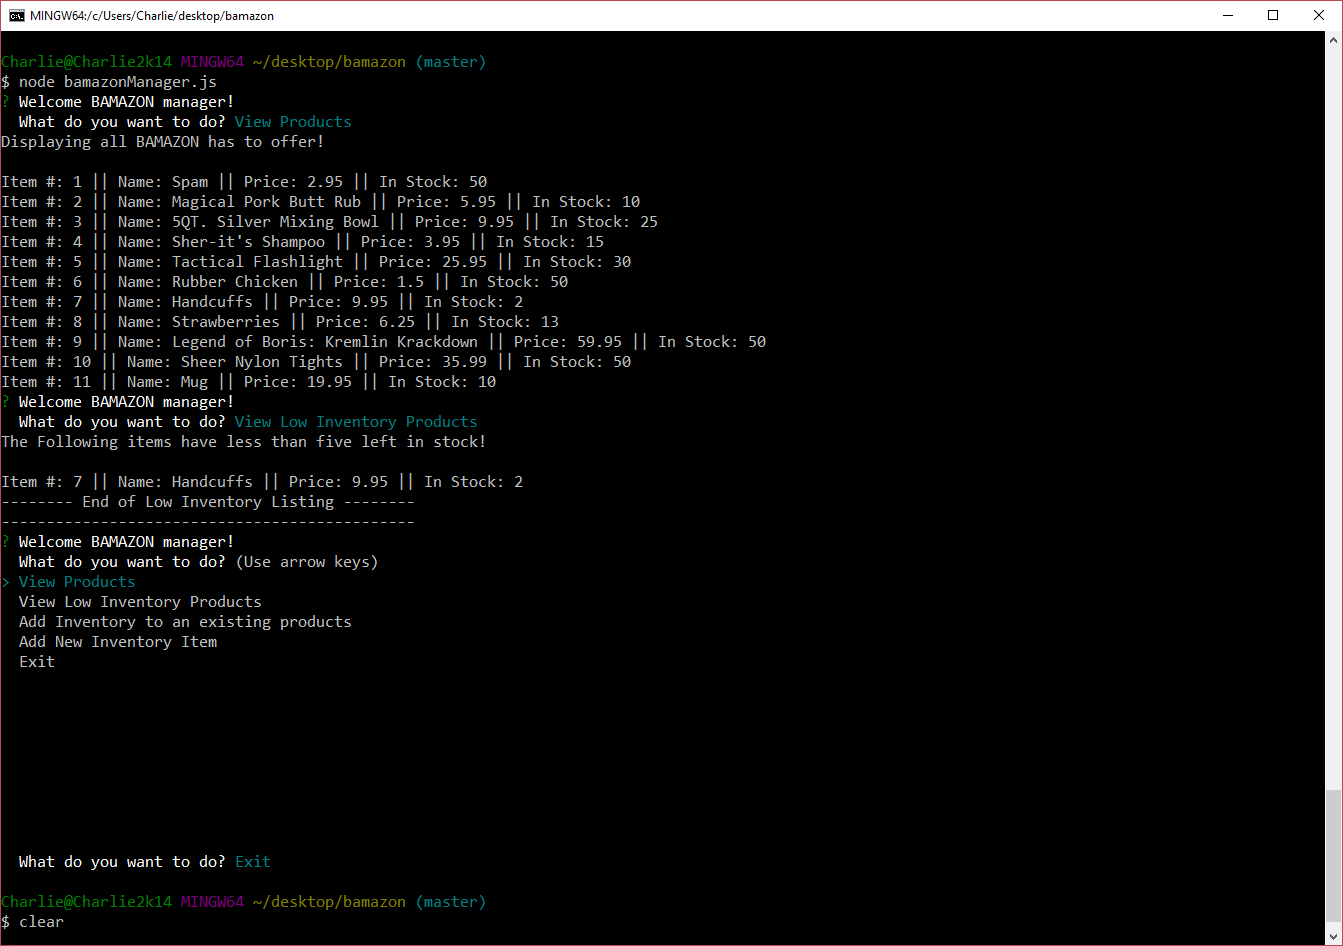 MINGW64:/c/Users/Charlie/desktop/bamazon
Charlie@Charlie2k14 MINGW64 ~/desktop/bamazon (master)
$ node bamazonManager.js
? Welcome BAMAZON manager!
What do you want to do? View Products
Displaying all BAMAZON has to offer!
Item #: 1 || Name: Spam || Price: 2.95 || In Stock: 50
Item #: 2 || Name: Magical Pork Butt Rub || Price: 5.95 || In Stock: 10
Item #: 3 || Name: 5QT. Silver Mixing Bowl || Price: 9.95 || In Stock: 25
Item #: 4 || Name: Sher-it's Shampoo || Price: 3.95 || In Stock: 15
Item #: 5 || Name: Tactical Flashlight || Price: 25.95 || In Stock: 30
Item #: 6 || Name: Rubber Chicken || Price: 1.5 || In Stock: 50
Item #: 7 || Name: Handcuffs || Price: 9.95 || In Stock: 2
Item #: 8 || Name: Strawberries || Price: 6.25 || In Stock: 13
Item #: 9 || Name: Legend of Boris: Kremlin Krackdown || Price: 59.95 || In Stock: 50
Item #: 10 || Name: Sheer Nylon Tights || Price: 35.99 || In Stock: 50
Item #: 11 || Name: Mug || Price: 19.95 || In Stock: 10
? Welcome BAMAZON manager!
What do you want to do? View Low Inventory Products
The Following items have less than five left in stock!
Item #: 7 || Name: Handcuffs || Price: 9.95 || In Stock: 2
-------- End of Low Inventory Listing --------
----------------------------------------------
? Welcome BAMAZON manager!
What do you want to do? (Use arrow keys)
> View Products
View Low Inventory Products
Add Inventory to an existing products
Add New Inventory Item
Exit
What do you want to do? Exit
Charlie@Charlie2k14 MINGW64 ~/desktop/bamazon (master)
$ clear